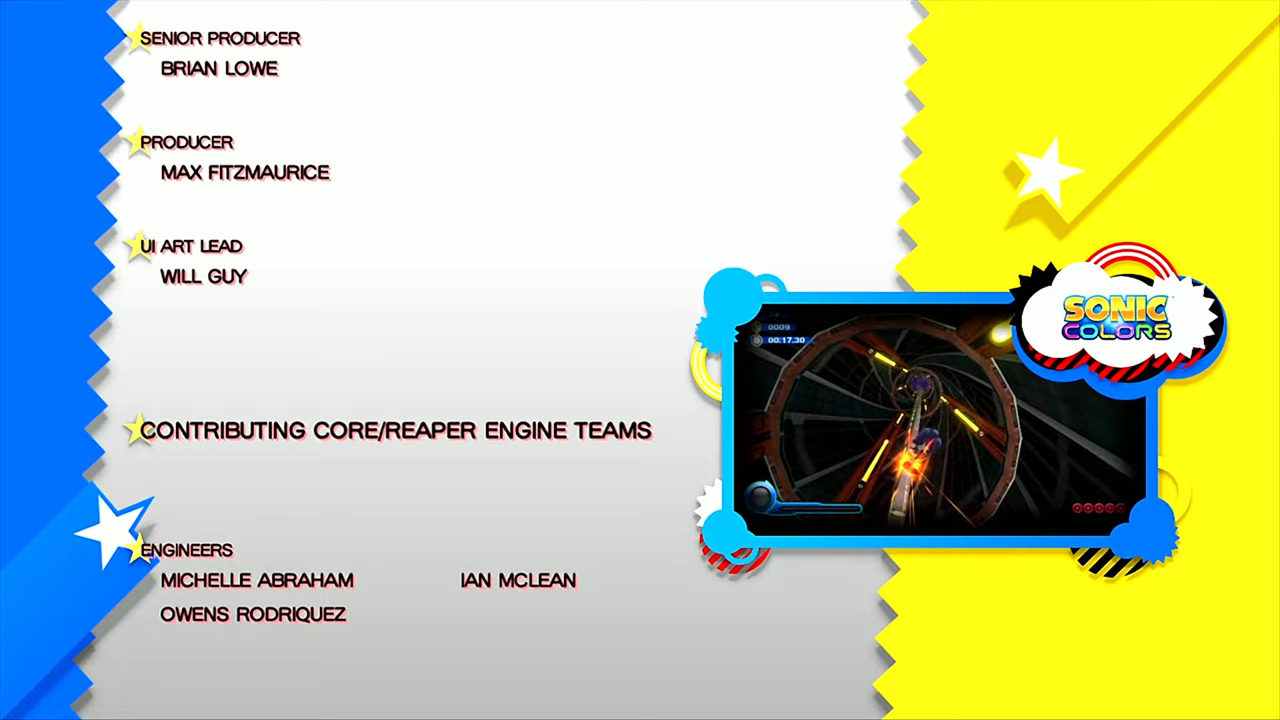 SENIOR PRODUCER
BRIAN LOWE
PRODUCER
MAX FITZMAURICE
UI ART LEAD
WILL GUY
CONTRIBUTING CORE/REAPER ENGINE TEAMS
ENGINEERS
MICHELLE ABRAHAM
IAN MCLEAN
OWENS RODRIQUEZ
SONIC
COLORS
0009
00:17.30